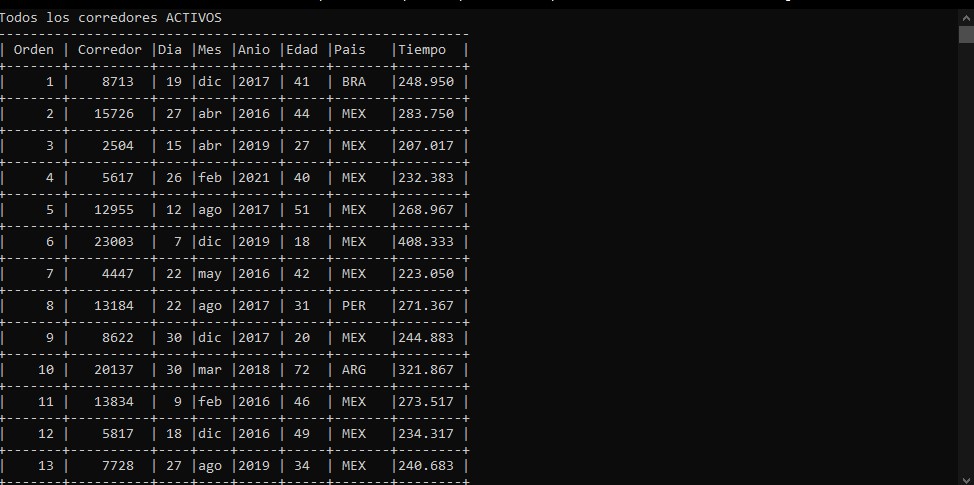 Todos los corredores ACTIVOS
-----------------------------------------------------------
| Orden | Corredor |Dia |Mes |Anio |Edad |Pais   |Tiempo  |
+-------+----------+----+----+-----+-----+-------+--------+
|     1 |     8713 | 19 |dic |2017 | 41  | BRA   |248.950 |
+-------+----------+----+----+-----+-----+-------+--------+
|     2 |    15726 | 27 |abr |2016 | 44  | MEX   |283.750 |
+-------+----------+----+----+-----+-----+-------+--------+
|     3 |     2504 | 15 |abr |2019 | 27  | MEX   |207.017 |
+-------+----------+----+----+-----+-----+-------+--------+
|     4 |     5617 | 26 |feb |2021 | 40  | MEX   |232.383 |
+-------+----------+----+----+-----+-----+-------+--------+
|     5 |    12955 | 12 |ago |2017 | 51  | MEX   |268.967 |
+-------+----------+----+----+-----+-----+-------+--------+
|     6 |    23003 |  7 |dic |2019 | 18  | MEX   |408.333 |
+-------+----------+----+----+-----+-----+-------+--------+
|     7 |     4447 | 22 |may |2016 | 42  | MEX   |223.050 |
+-------+----------+----+----+-----+-----+-------+--------+
|     8 |    13184 | 22 |ago |2017 | 31  | PER   |271.367 |
+-------+----------+----+----+-----+-----+-------+--------+
|     9 |     8622 | 30 |dic |2017 | 20  | MEX   |244.883 |
+-------+----------+----+----+-----+-----+-------+--------+
|    10 |    20137 | 30 |mar |2018 | 72  | ARG   |321.867 |
+-------+----------+----+----+-----+-----+-------+--------+
|    11 |    13834 |  9 |feb |2016 | 46  | MEX   |273.517 |
+-------+----------+----+----+-----+-----+-------+--------+
|    12 |     5817 | 18 |dic |2016 | 49  | MEX   |234.317 |
+-------+----------+----+----+-----+-----+-------+--------+
|    13 |     7728 | 27 |ago |2019 | 34  | MEX   |240.683 |
+-------+----------+----+----+-----+-----+-------+--------+